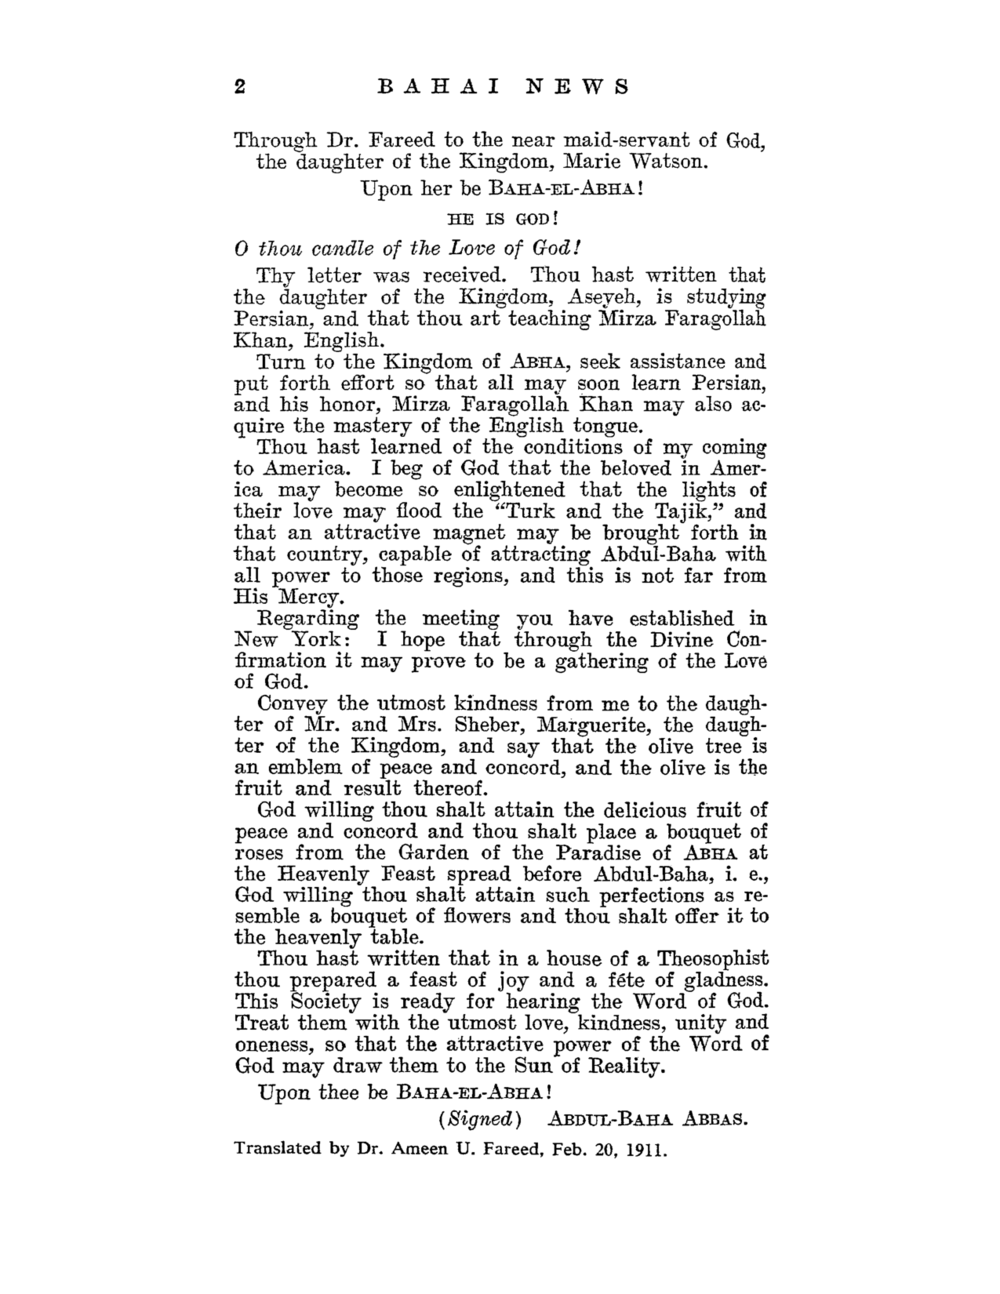 2 BAHAI NEWS
Through Dr. Fareed to the near maid-servant of God,
the daughter of the Kingdom, Marie Watson.
Upon her be BAHA-EL-ABHA!
HE IS GOD!
O thou candle of the Love of God!
Thy letter was received. Thou hast written that
the daughter of the Kingdom, Aseyeh, is studying
Persian, and that thou art teaching Mirza Faragollah
Khan, English.
Turn to the Kingdom of ABHA, seek assistance and
put forth effort so that all may soon learn Persian,
and his honor, Mirza Faragollah Khan may also ac-
quire the mastery of the English tongue.
Thou hast learned of the conditions of my coming
to America. I beg of God that the beloved in Amer-
ica may become so enlightened that the lights of
their love may flood the “Turk and the Tajik,” and
that an attractive magnet may be brought forth in
that country, capable of attracting Abdul-Baha with
all power to those regions, and this is not far from
His Mercy.
Regarding the meeting you have established in
New York: I hope that through the Divine Con-
firmation it may prove to be a gathering of the Love
of God.
Convey the utmost kindness from me to the daugh-
ter of Mr. and Mrs. Sheber, Marguerite, the daugh-
ter of the Kingdom, and say that the olive tree is
an emblem of peace and concord, and the olive is the
fruit and result thereof.
God willing thou shalt attain the delicious fruit of
peace and concord and thou shalt place a bouquet of
roses from the Garden of the Paradise of ABHA at
the Heavenly Feast spread before Abdul-Baha, i. e.,
God willing thou shalt attain such perfections as re-
semble a bouquet of flowers and thou shalt offer it to
the heavenly table.
Thou hast written that in a house of a Theosophist
thou prepared a feast of joy and a féte of gladness.
This Society is ready for hearing the Word of God.
Treat them with the utmost love, kindness, unity and
oneness, so that the attractive power of the Word of
God may draw them to the Sun of Reality.
Upon thee be BAHA-EL-ABHA!
(Signed) ABDUL-BAHA ABBAS.
Translated by Dr. Ameen U. Fareed, Feb. 20, 1911.